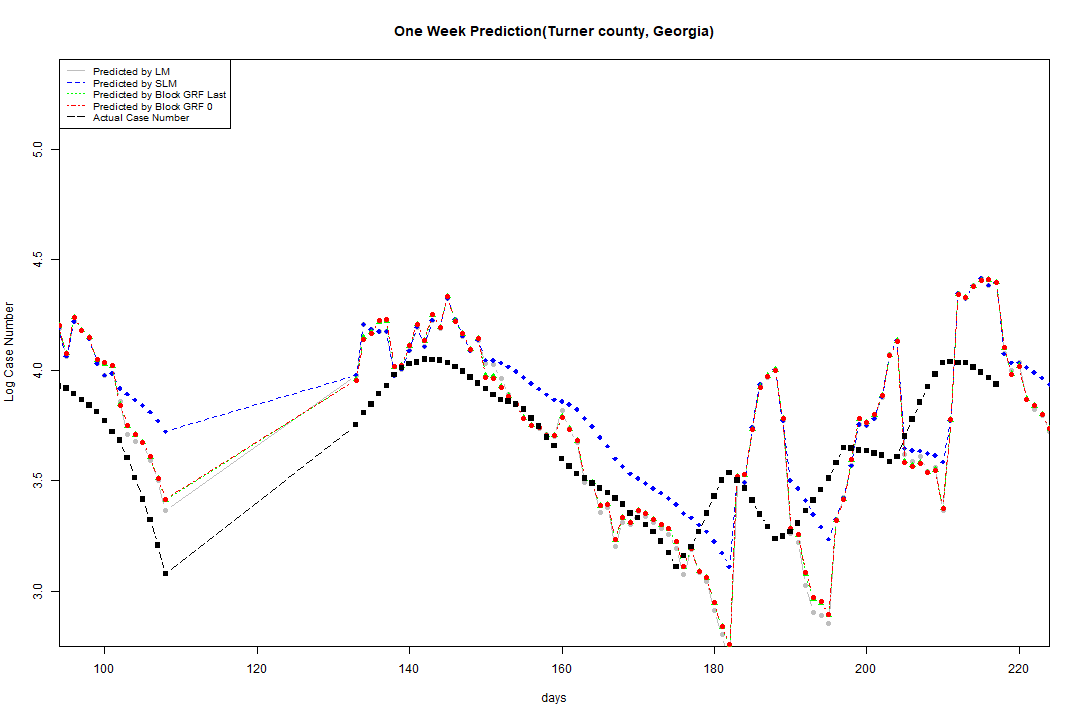 One Week Prediction(Turner county, Georgia)
Predicted by LM
Predicted by SLM
Predicted by Block GRF Last
Predicted by Block GRF 0
Actual Case Number
Log Case Number
5.0
4.5
4.0
3.5
3.0
100 120 140 160 180 200 220
days